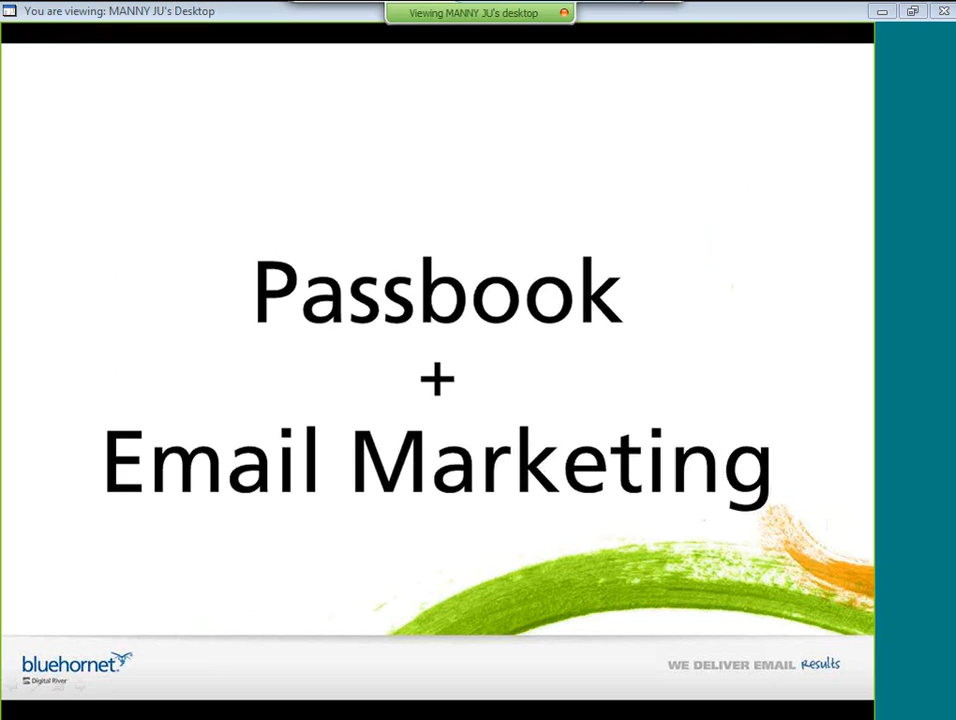 You are viewing: MANNY JU's Desktop
Viewing MANNY JU's desktop
Passbook
+
Email Marketing
bluehornet
Digital River
WE DELIVER EMAIL Results